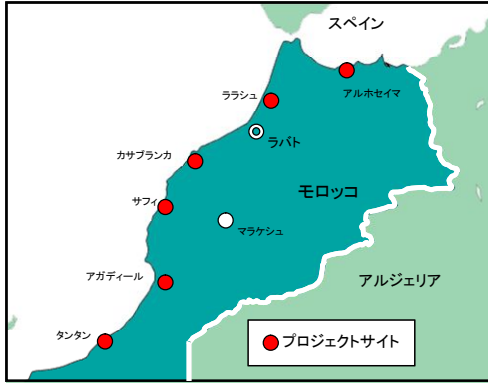 スペイン
アルホセイマ
ララシュ
ラバト
カサブランカ
モロッコ
サフィ
マラケシュ
アガディール
アルジェリア
タンタン
プロジェクトサイト